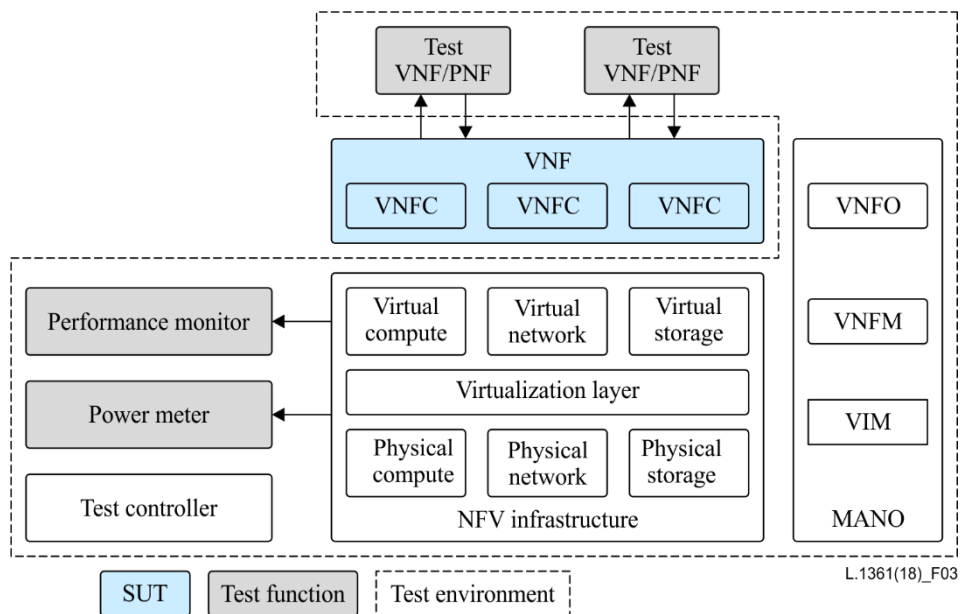 Test
VNF/PNF
Test
VNF/PNF
VNF
VNFC
VNFC
VNFC
VNFO
VNFM
VIM
MANO
Performance monitor
Power meter
Test controller
Virtual
compute
Virtual
network
Virtual
storage
Virtualization layer
Physical
compute
Physical
network
Physical
storage
NFV infrastructure
L.1361(18)_F03
SUT
Test function
Test environment